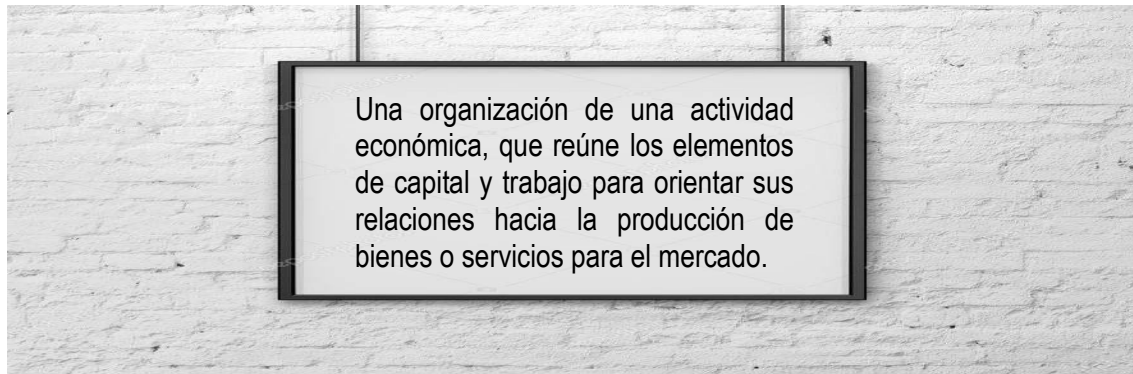 Una organización de una actividad
económica, que reúne los elementos
de capital y trabajo para orientar sus
relaciones hacia la producción de
bienes o servicios para el mercado.